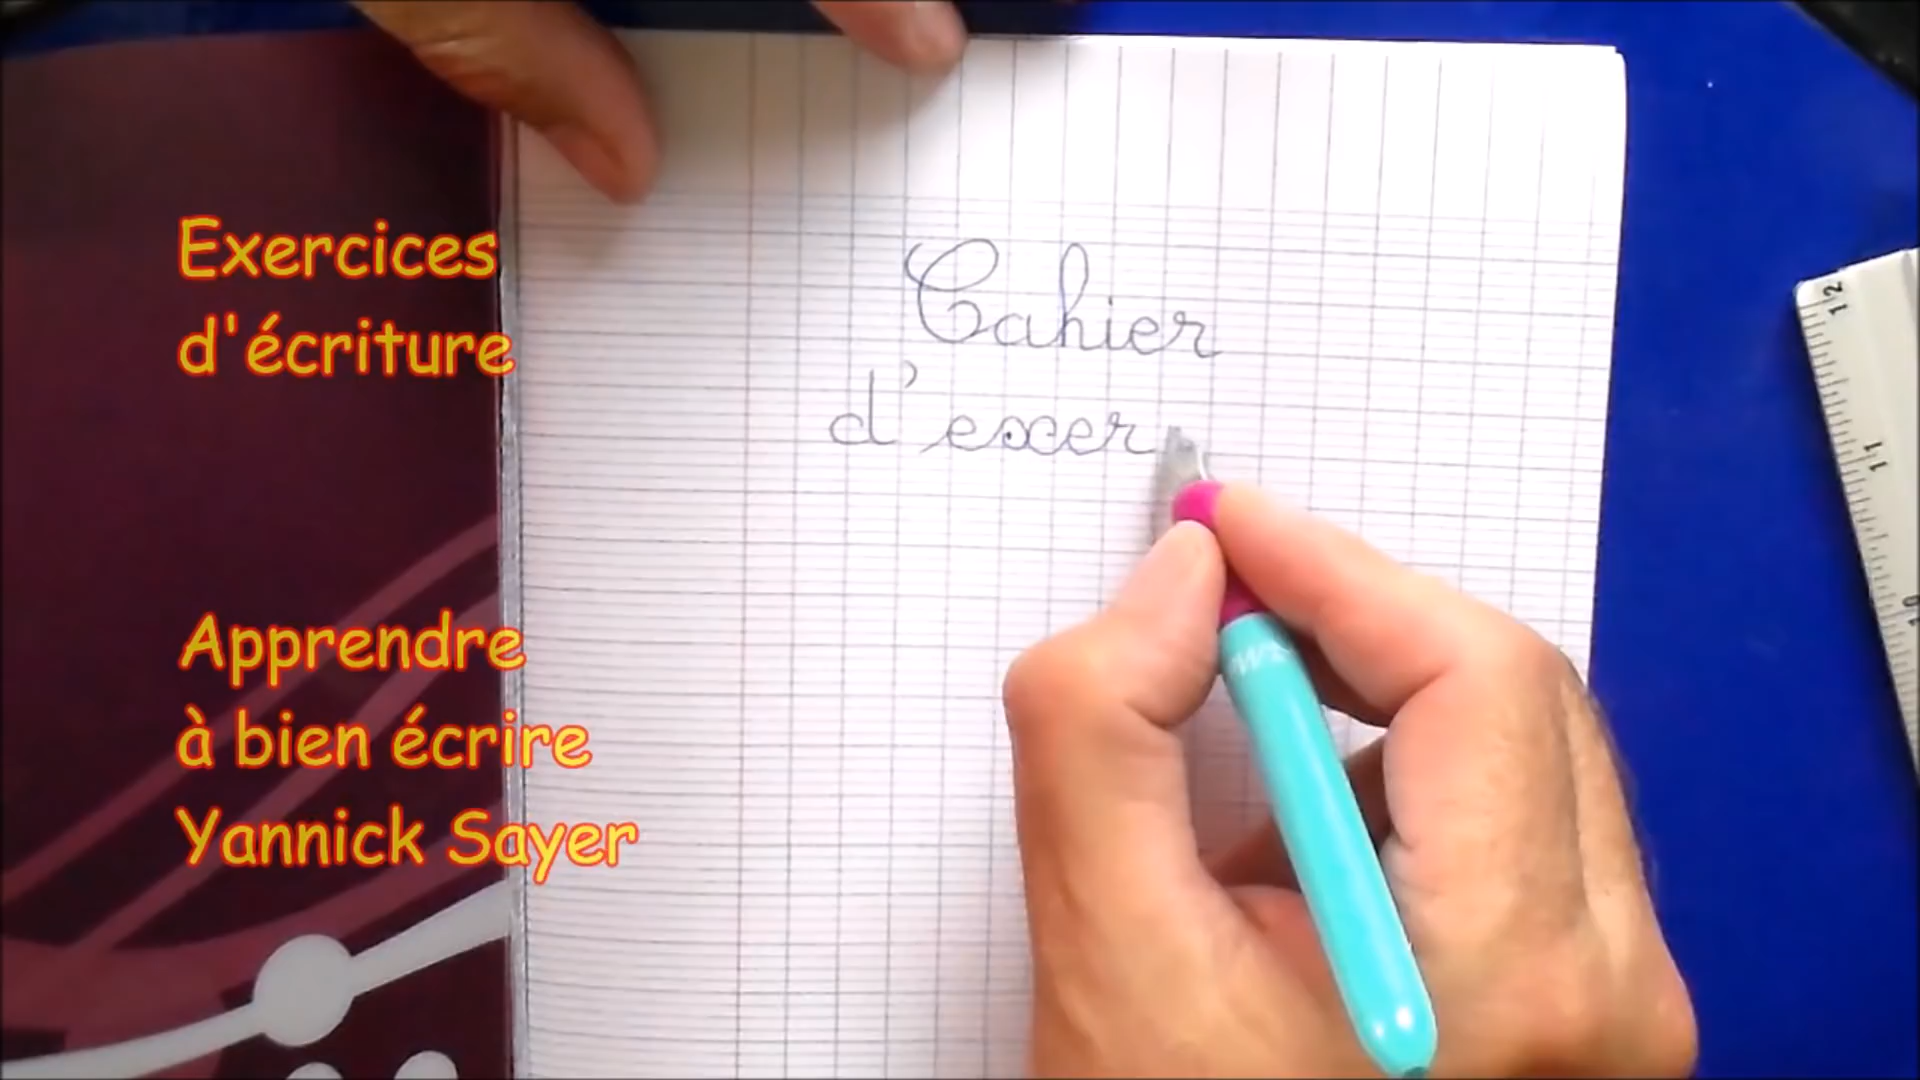 Exercices
d'écriture
Apprendre
à bien écrire
Yannick Sayer
Cahier
d'exer
12
11
10